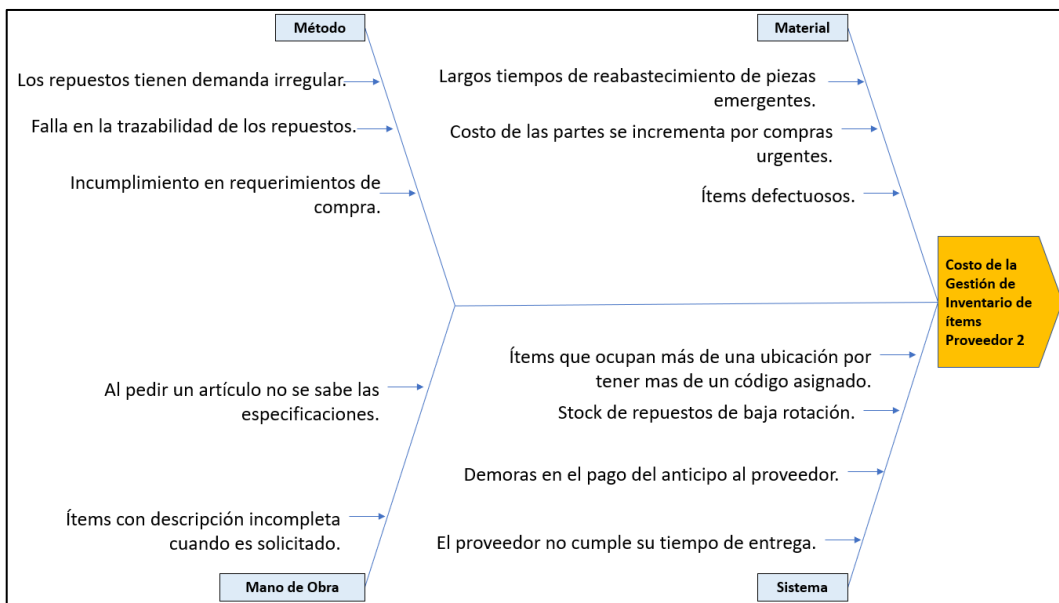 Método
Material
Los repuestos tienen demanda irregular.
Falla en la trazabilidad de los repuestos.
Incumplimiento en requerimientos de
compra.
Largos tiempos de reabastecimiento de piezas
emergentes.
Costo de las partes se incrementa por compras
urgentes.
Ítems defectuosos.
Costo de la
Gestión de
Inventario de
ítems
Proveedor 2
Al pedir un artículo no se sabe las
especificaciones.
Ítems con descripción incompleta
cuando es solicitado.
Ítems que ocupan más de una ubicación por
tener mas de un código asignado.
Stock de repuestos de baja rotación.
Demoras en el pago del anticipo al proveedor.
El proveedor no cumple su tiempo de entrega.
Mano de Obra
Sistema